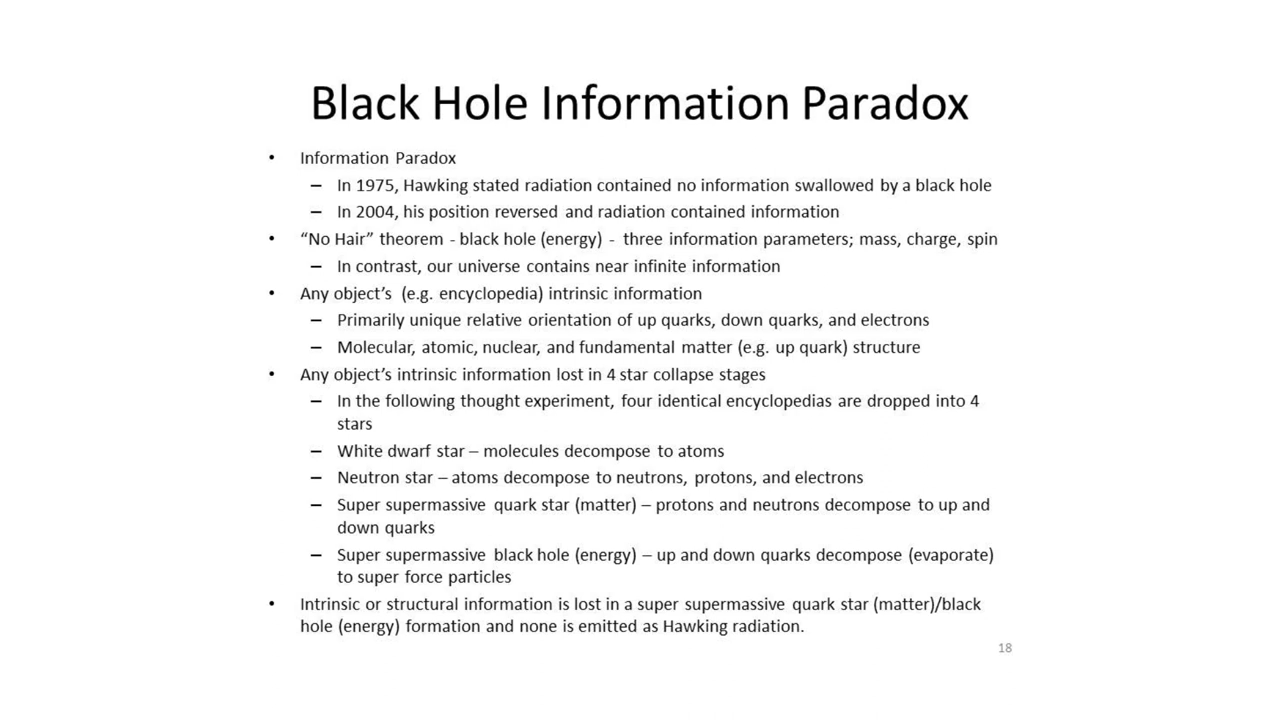 Black Hole Information Paradox
• Information Paradox
– In 1975, Hawking stated radiation contained no information swallowed by a black hole
– In 2004, his position reversed and radiation contained information
• “No Hair” theorem - black hole (energy) - three information parameters; mass, charge, spin
– In contrast, our universe contains near infinite information
• Any object’s (e.g. encyclopedia) intrinsic information
– Primarily unique relative orientation of up quarks, down quarks, and electrons
– Molecular, atomic, nuclear, and fundamental matter (e.g. up quark) structure
• Any object’s intrinsic information lost in 4 star collapse stages
– In the following thought experiment, four identical encyclopedias are dropped into 4
stars
– White dwarf star – molecules decompose to atoms
– Neutron star – atoms decompose to neutrons, protons, and electrons
– Super supermassive quark star (matter) – protons and neutrons decompose to up and
down quarks
– Super supermassive black hole (energy) – up and down quarks decompose (evaporate)
to super force particles
• Intrinsic or structural information is lost in a super supermassive quark star (matter)/black
hole (energy) formation and none is emitted as Hawking radiation.
18